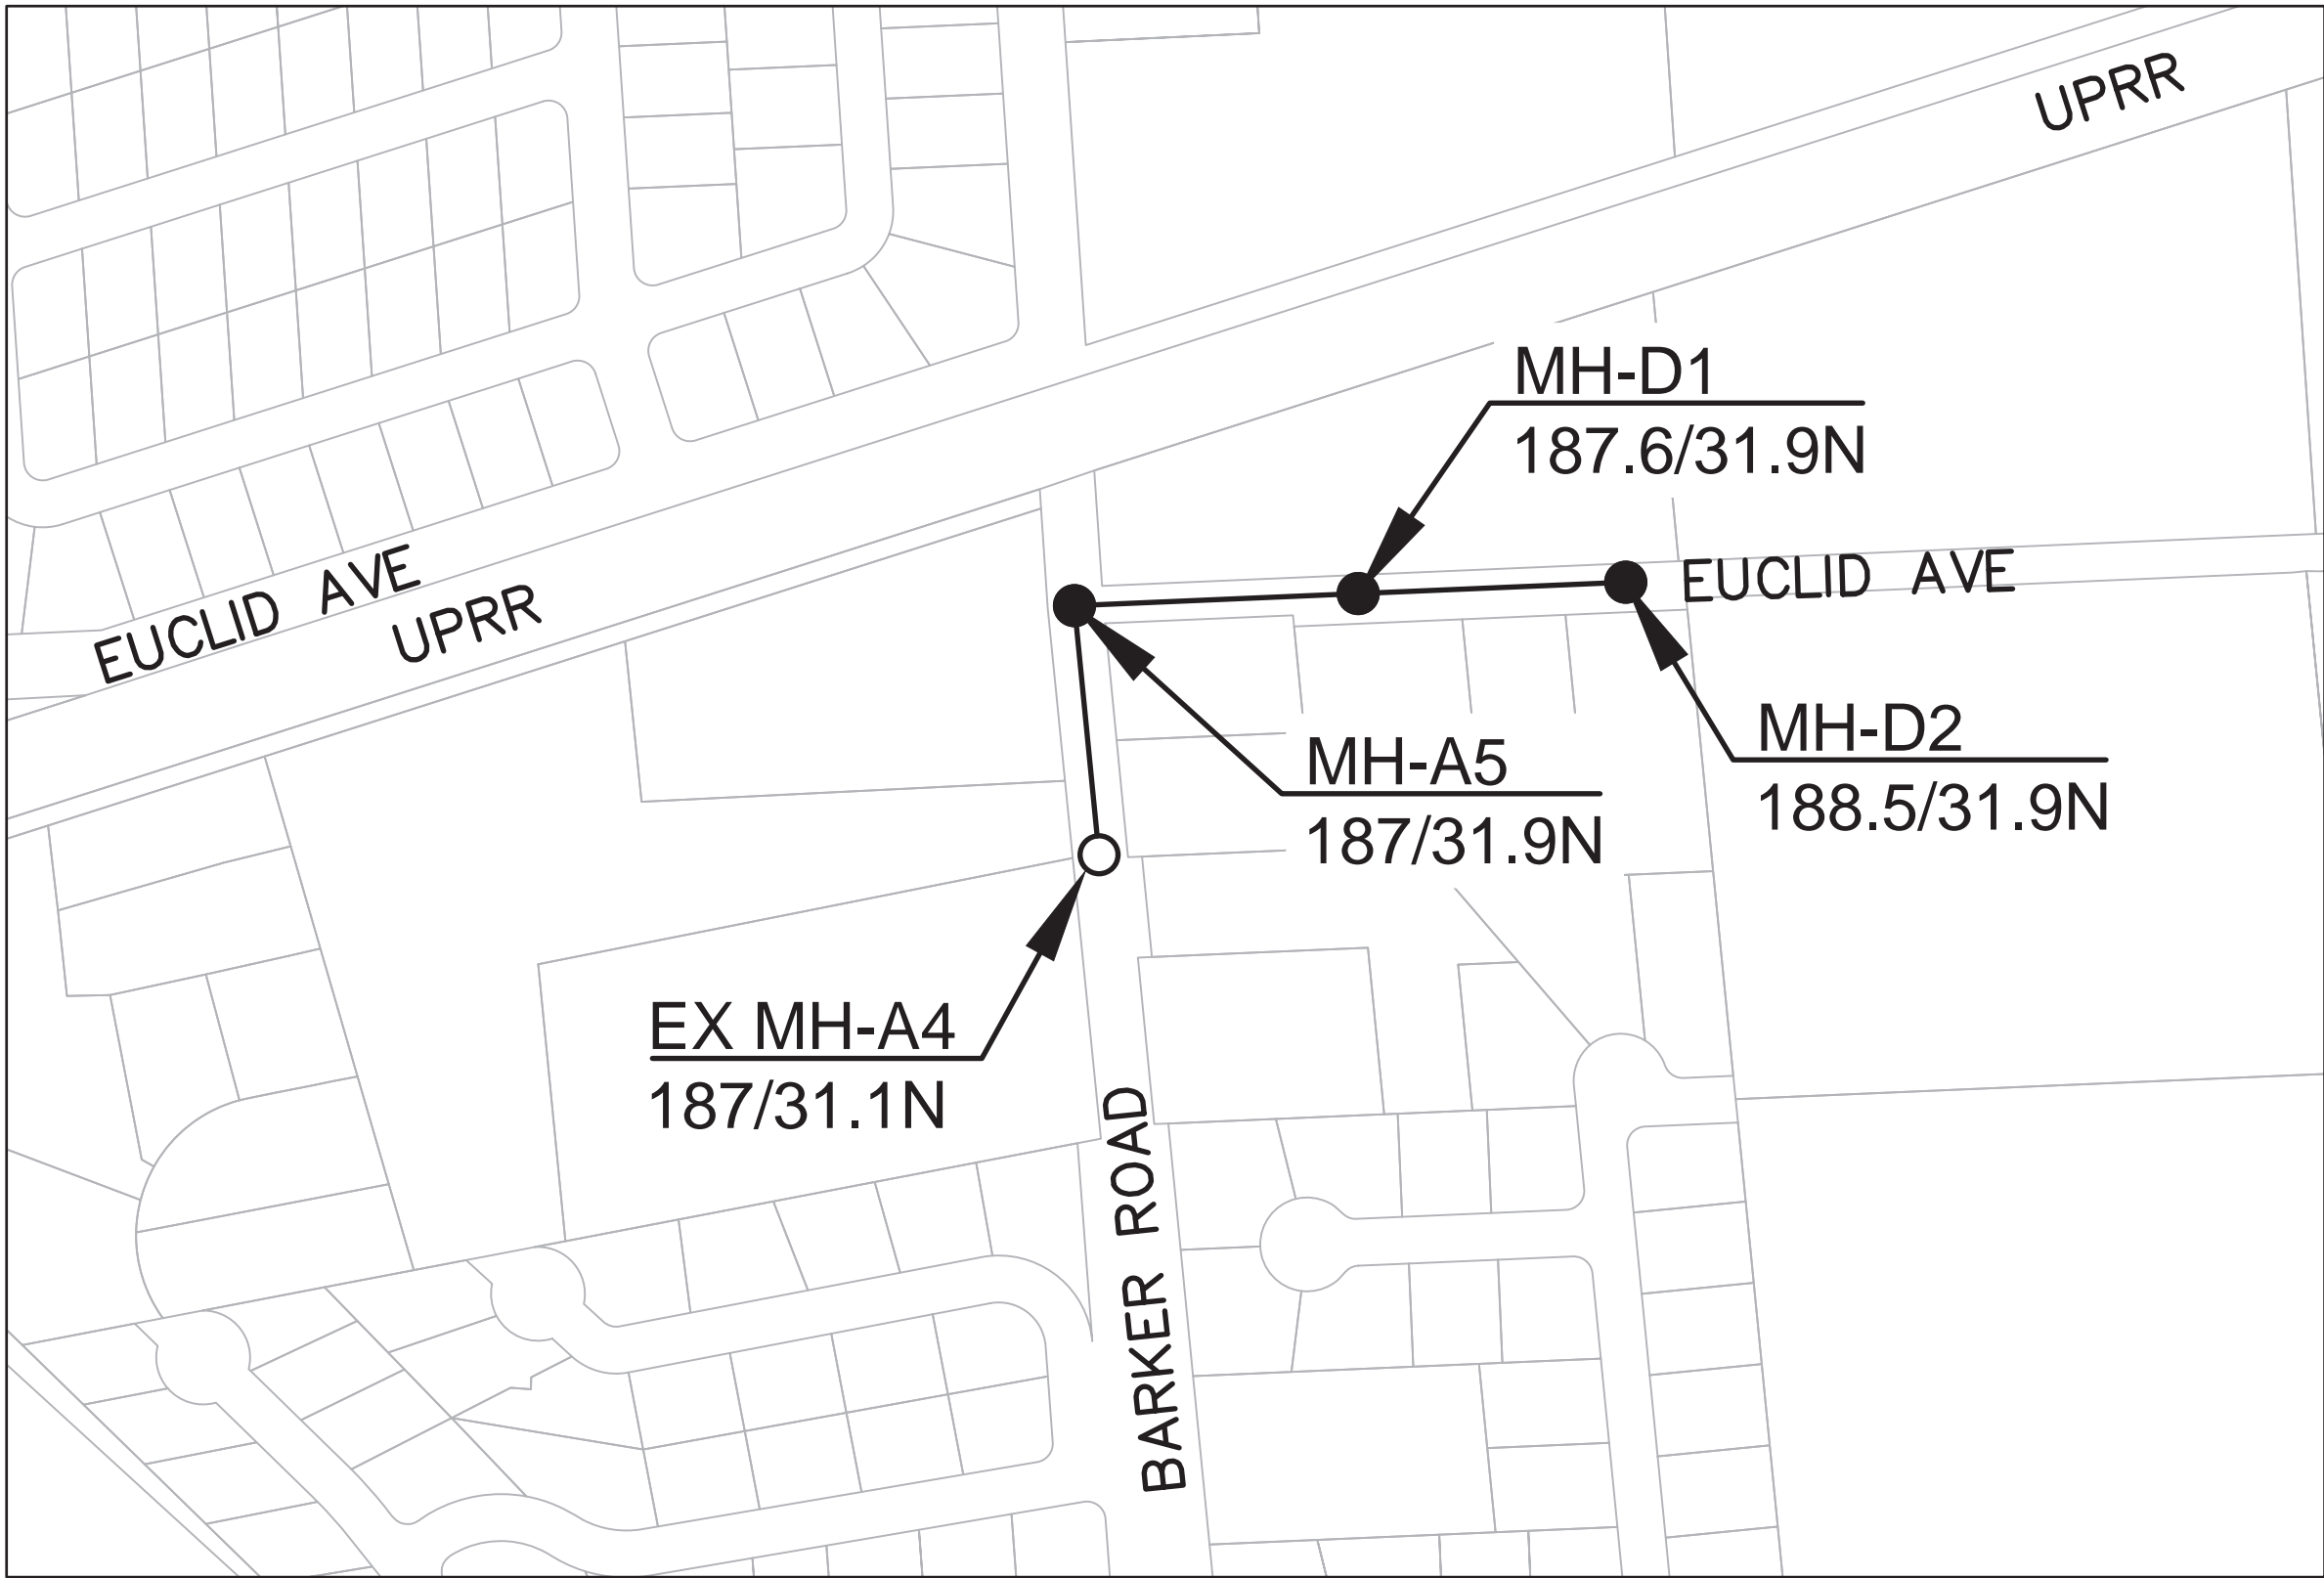 UPRR
MH-D1
187.6/31.9N
EUCLID AVE
EUCLID AVE
UPRR
MH-D2
188.5/31.9N
MH-A5
187/31.9N
EX MH-A4
187/31.1N
BARKER ROAD